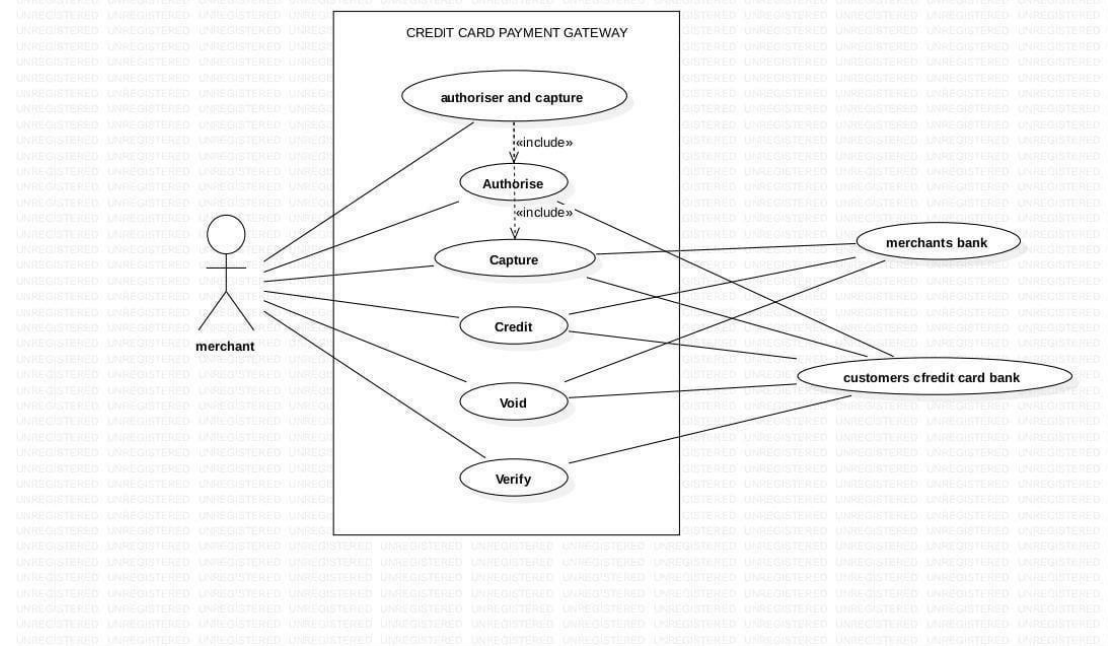 CREDIT CARD PAYMENT GATEWAY
authoriser and capture
«include»
Authorise
«include»
Capture
merchants bank
Credit
merchant
customers cfredit card bank
Void
Verify
UNREGISTERED